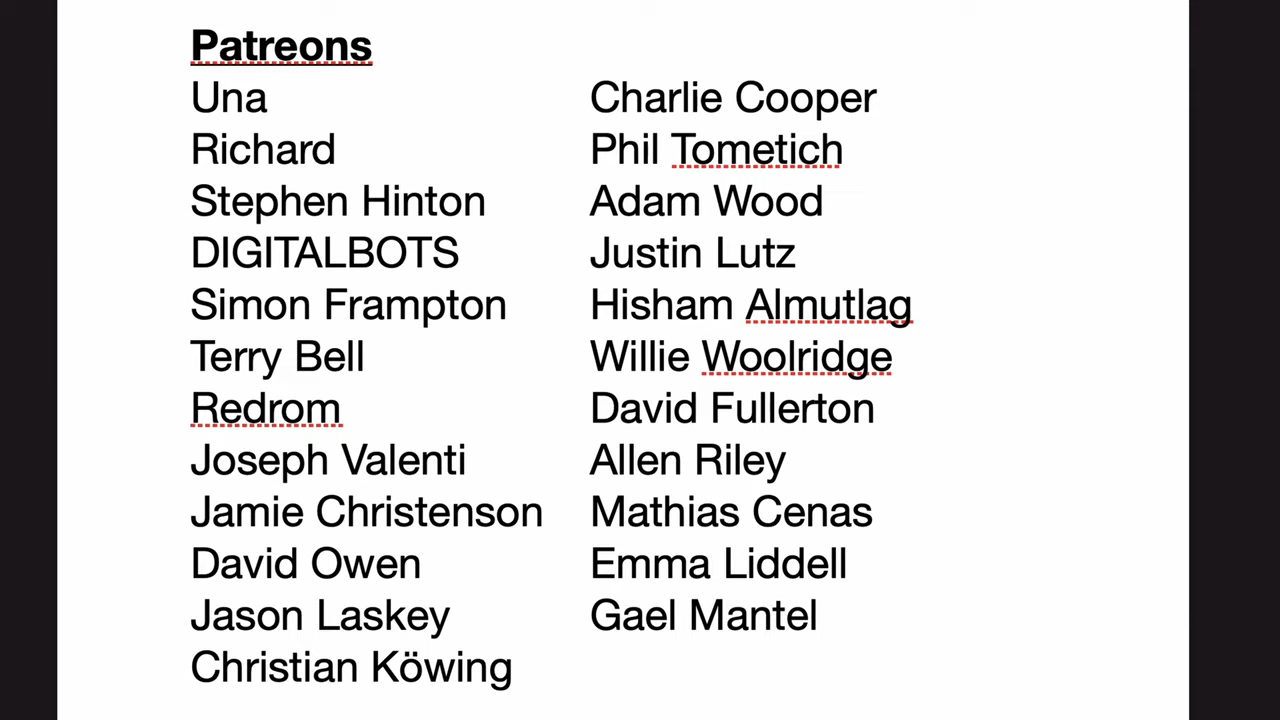 Patreons
Una
Richard
Stephen Hinton
DIGITALBOTS
Simon Frampton
Terry Bell
Redrom
Joseph Valenti
Jamie Christenson
David Owen
Jason Laskey
Christian Köwing
Charlie Cooper
Phil Tometich
Adam Wood
Justin Lutz
Hisham Almutlag
Willie Woolridge
David Fullerton
Allen Riley
Mathias Cenas
Emma Liddell
Gael Mantel